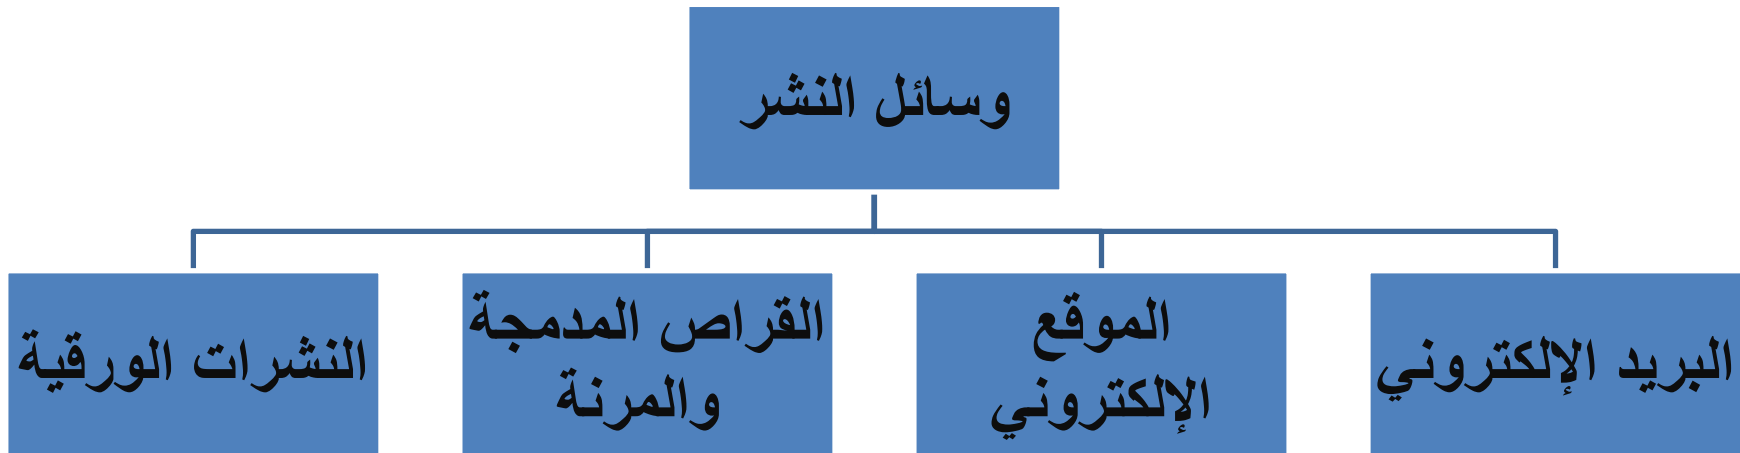 وسائل النشر
البريد الإلكتروني
الموقع
الإلكتروني
القراص المدمجة
والمرنة
النشرات الورقية